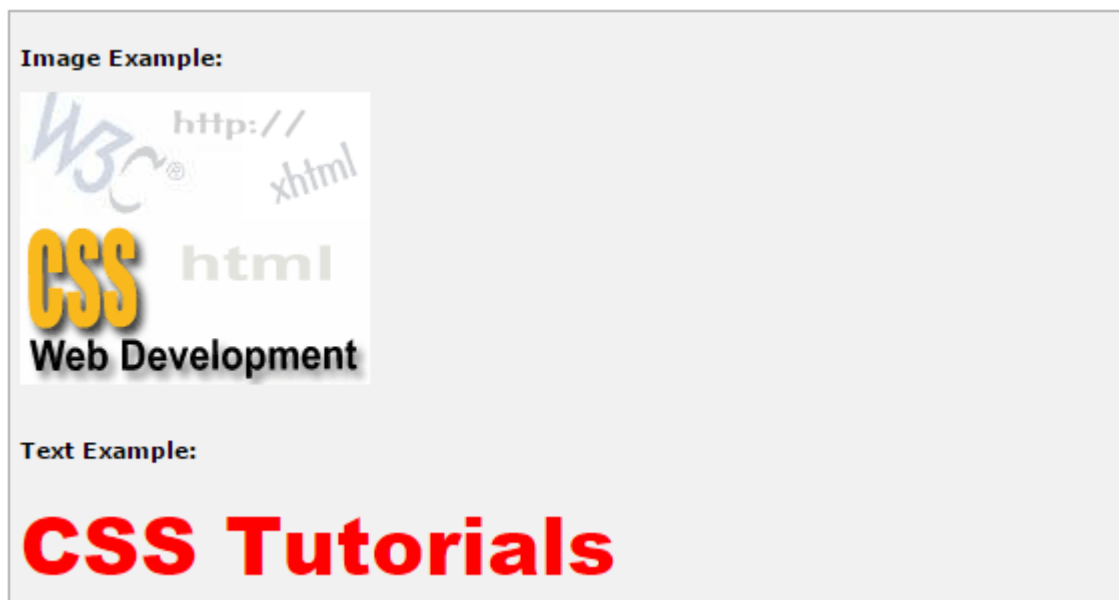 Image Example:
W3C®
http://
xhtml
CSS
html
Web Development
Text Example:
CSS Tutorials